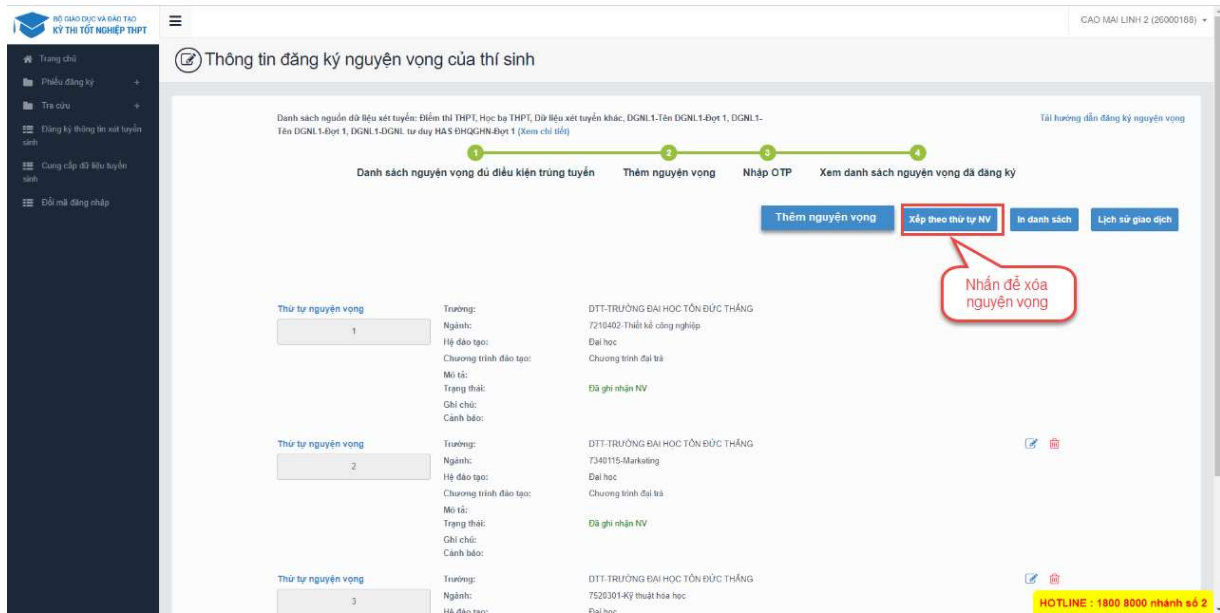 BỘ GIÁO DỤC VÀ ĐÀO TẠO
KỲ THI TỐT NGHIỆP THPT
CAO MAI LINH 2 (26000188)
Trang chủ
Phiếu đăng ký +
Tra cứu +
Đăng ký thông tin xét tuyển
sinh
Cung cấp dữ liệu tuyển
sinh
Đổi mã đăng nhập
Thông tin đăng ký nguyện vọng của thí sinh
Danh sách nguồn dữ liệu xét tuyển: Điểm thi THPT, Học bạ THPT, Dữ liệu xét tuyển khác, DGNL1-Tên DGNL1-Đợt 1, DGNL1-
Tên DGNL1-Đợt 1, DGNL1-DGNL tư duy HAS ĐHQGHN-Đợt 1 (Xem chi tiết)
Tải hướng dẫn đăng ký nguyện vọng
1 2 3 4
Danh sách nguyện vọng đủ điều kiện trúng tuyển Thêm nguyện vọng Nhập OTP Xem danh sách nguyện vọng đã đăng ký
Thêm nguyện vọng Xếp theo thứ tự NV In danh sách Lịch sử giao dịch
Nhấn để xóa
nguyện vọng
Thứ tự nguyện vọng
1
Trường: DTT-TRƯỜNG ĐẠI HỌC TÔN ĐỨC THẮNG
Ngành: 7210402-Thiết kế công nghiệp
Hệ đào tạo: Đại học
Chương trình đào tạo: Chương trình đại trà
Mô tả:
Trạng thái: Đã ghi nhận NV
Ghi chú:
Cảnh báo:
Thứ tự nguyện vọng
2
Trường: DTT-TRƯỜNG ĐẠI HỌC TÔN ĐỨC THẮNG
Ngành: 7340115-Marketing
Hệ đào tạo: Đại học
Chương trình đào tạo: Chương trình đại trà
Mô tả:
Trạng thái: Đã ghi nhận NV
Ghi chú:
Cảnh báo:
Thứ tự nguyện vọng
3
Trường: DTT-TRƯỜNG ĐẠI HỌC TÔN ĐỨC THẮNG
Ngành: 7520301-Kỹ thuật hóa học
Hệ đào tạo: Đại học
HOTLINE : 1800 8000 nhánh số 2